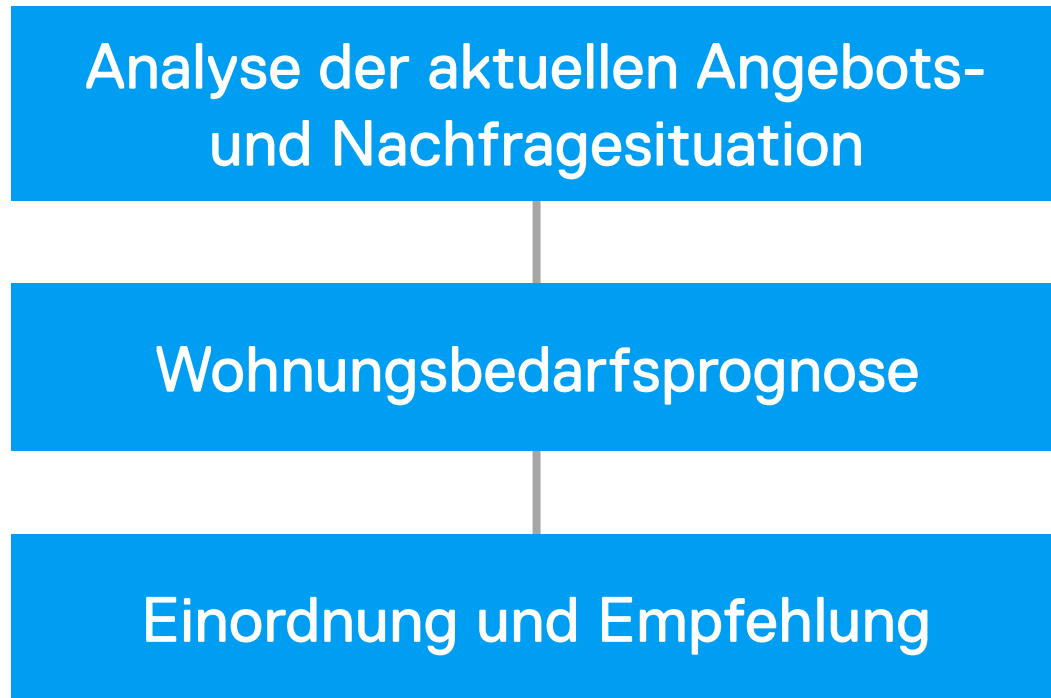 Analyse der aktuellen Angebots-
und Nachfragesituation
Wohnungsbedarfsprognose
Einordnung und Empfehlung